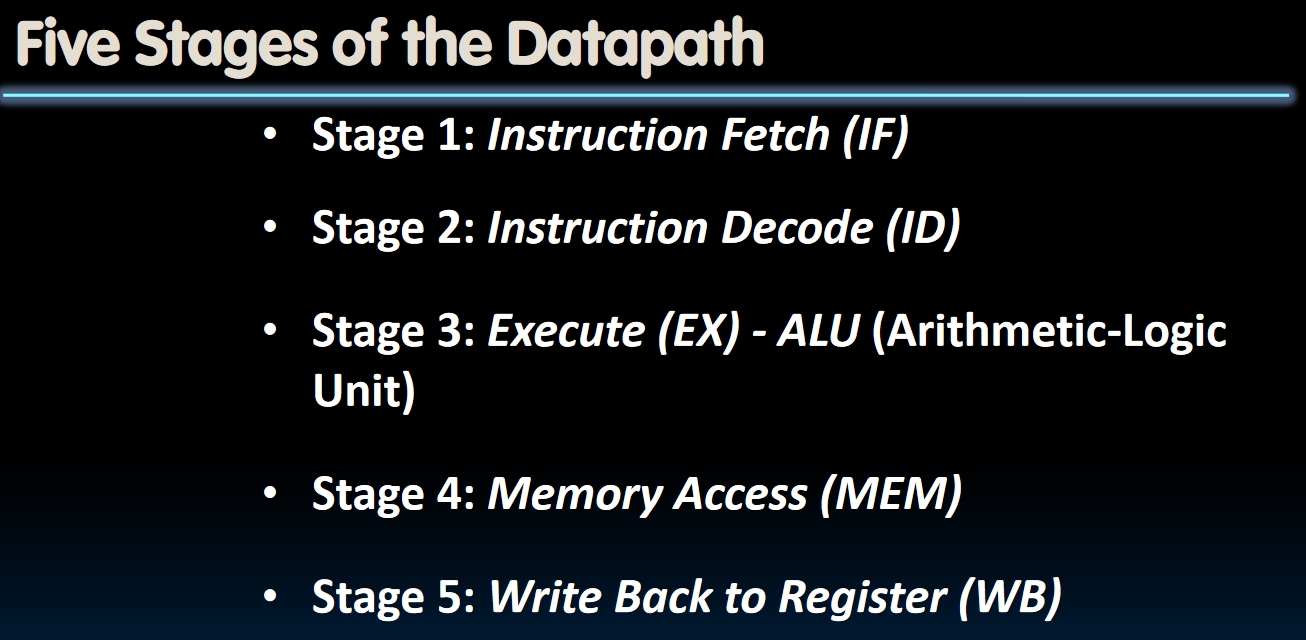 Five Stages of the Datapath
• Stage 1: Instruction Fetch (IF)
• Stage 2: Instruction Decode (ID)
• Stage 3: Execute (EX) - ALU (Arithmetic-Logic
Unit)
• Stage 4: Memory Access (MEM)
• Stage 5: Write Back to Register (WB)